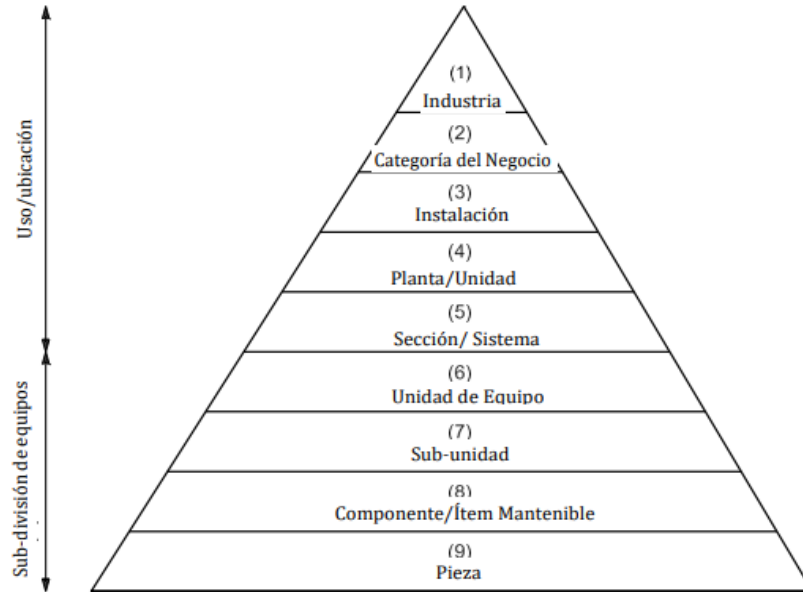 Uso/ubicación
Sub-división de equipos
(1)
Industria
(2)
Categoría del Negocio
(3)
Instalación
(4)
Planta/Unidad
(5)
Sección/ Sistema
(6)
Unidad de Equipo
(7)
Sub-unidad
(8)
Componente/Ítem Mantenible
(9)
Pieza